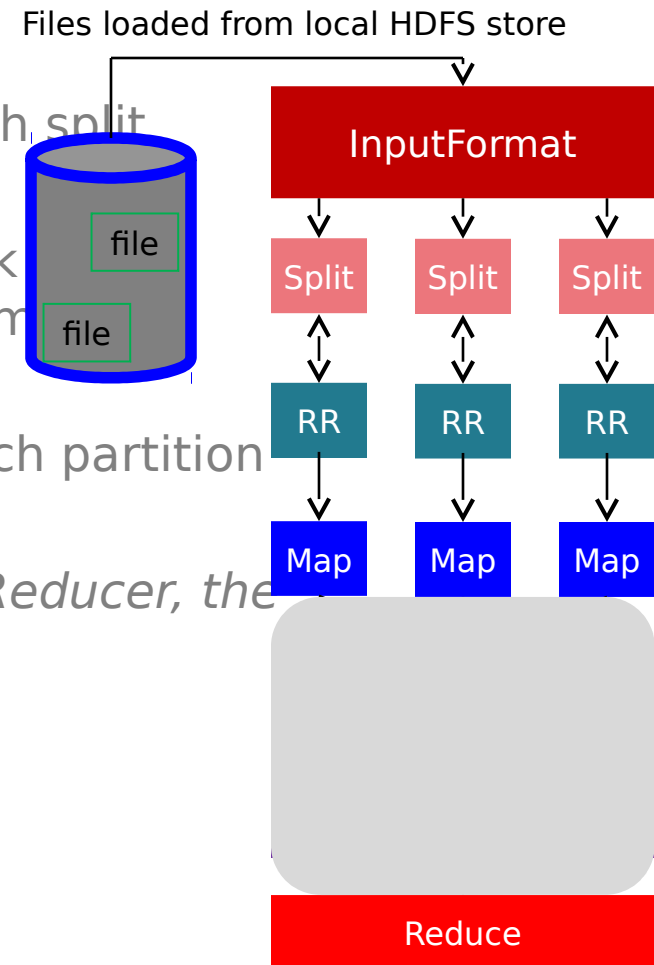 Files loaded from local HDFS store
h split
InputFormat
file
k
Split Split Split
m
file
RR RR RR
ch partition
Map Map Map
Reducer, the
Reduce